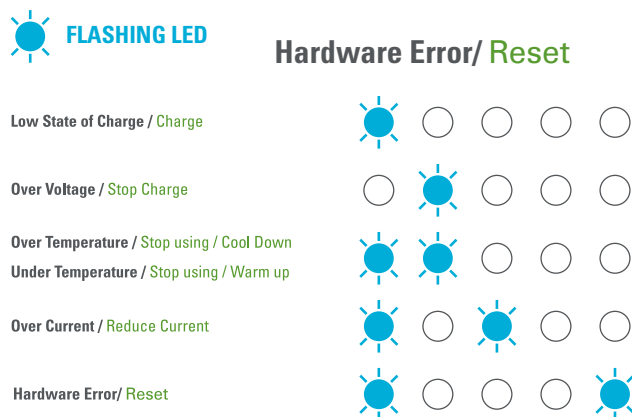 FLASHING LED
Hardware Error/ Reset
Low State of Charge / Charge
Over Voltage / Stop Charge
Over Temperature / Stop using / Cool Down
Under Temperature / Stop using / Warm up
Over Current / Reduce Current
Hardware Error/ Reset